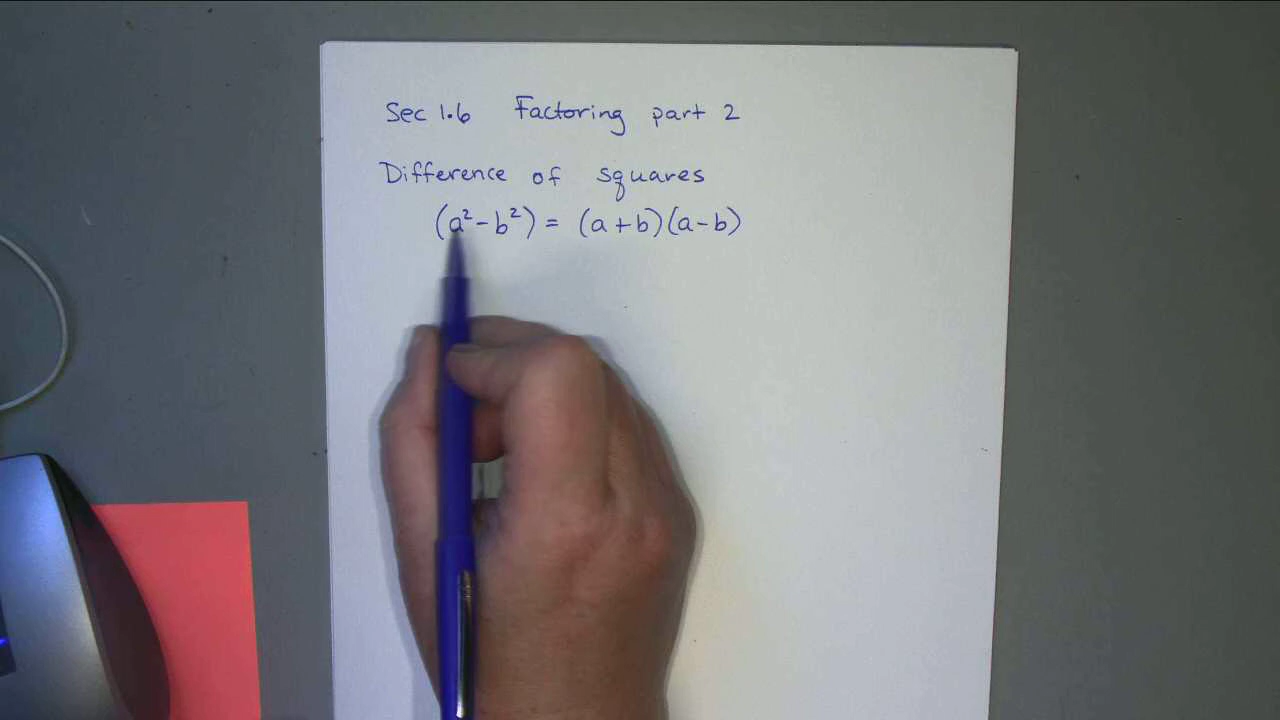 Sec 1.6 Factoring part 2
Difference of squares
(a² - b²) = (a + b)(a - b)